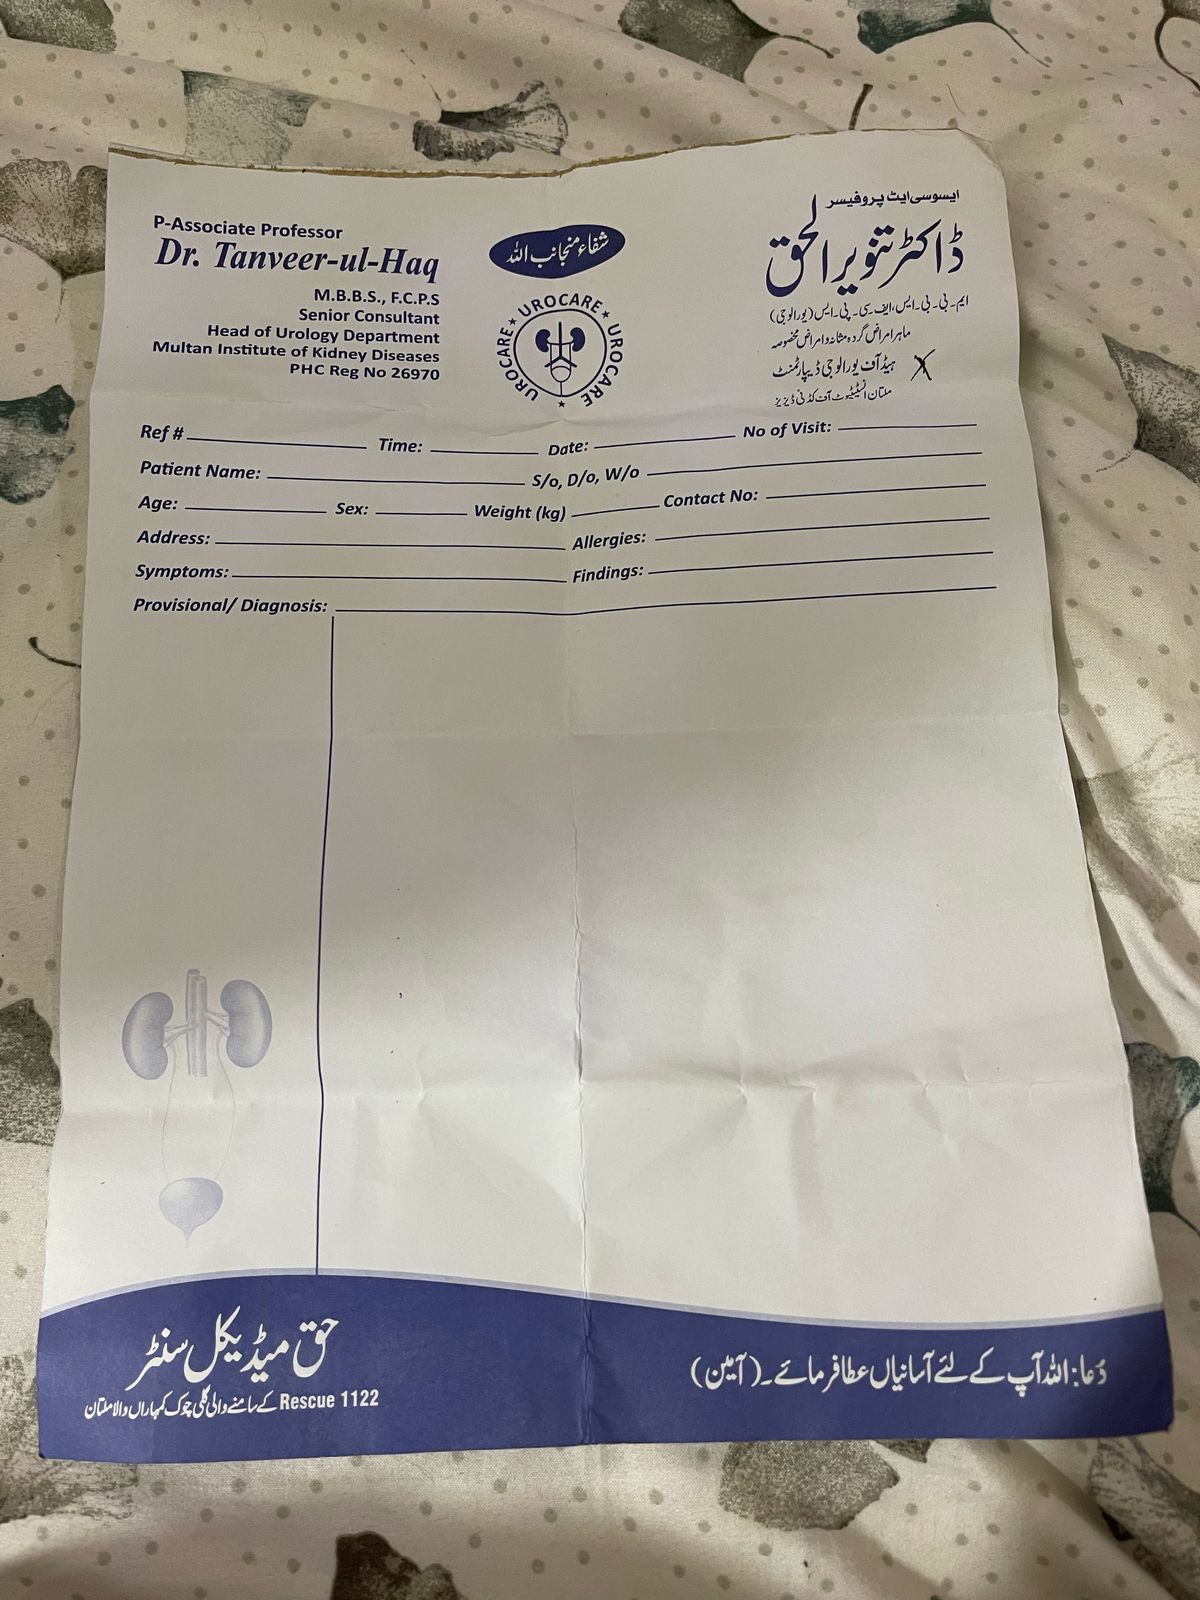 P-Associate Professor
Dr. Tanveer-ul-Haq
M.B.B.S., F.C.P.S
Senior Consultant
Head of Urology Department
Multan Institute of Kidney Diseases
PHC Reg No 26970
شفاء منجانب اللہ
UROCARE ★ UROCARE ★ UROCARE ★
ایسوسی ایٹ پروفیسر
ڈاکٹر تنویر الحق
ایم۔بی۔بی۔ایس،ایف۔سی۔پی۔ایس (یورالوجی)
ماہر امراض گردہ مثانہ و امراض مخصوصہ
ہیڈ آف یورالوجی ڈیپارٹمنٹ
ملتان انسٹیٹیوٹ آف کڈنی ڈیزیز
Ref # Time: Date: No of Visit:
Patient Name: S/o, D/o, W/o
Age: Sex: Weight (kg) Contact No:
Address: Allergies:
Symptoms: Findings:
Provisional/ Diagnosis:
حق میڈیکل سنٹر
Rescue 1122 کے سامنے والی گلی چوک کمہاراں والا ملتان
دُعا: اللہ آپ کے لئے آسانیاں عطا فرمائے۔ (آمین)